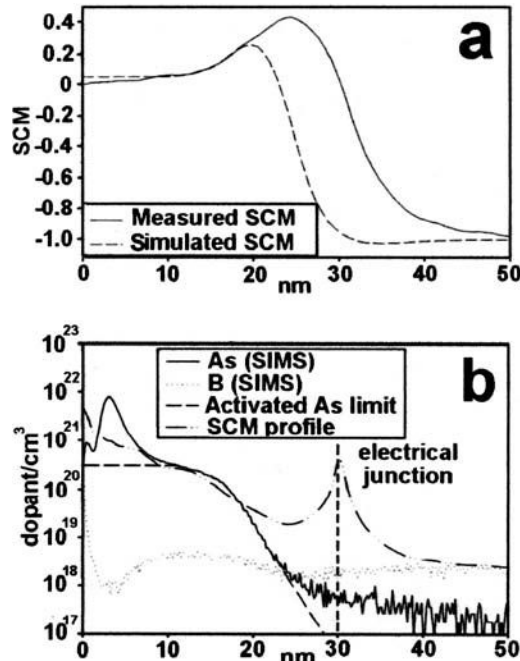 a
0.4
0.2
0
-0.2
-0.4
-0.6
-0.8
-1.0
SCM
Measured SCM
Simulated SCM
0 10 20 30 40 50
nm
b
10^23
10^22
10^21
10^20
10^19
10^18
10^17
dopant/cm^3
As (SIMS)
B (SIMS)
Activated As limit
SCM profile
electrical
junction
0 10 20 30 40 50
nm